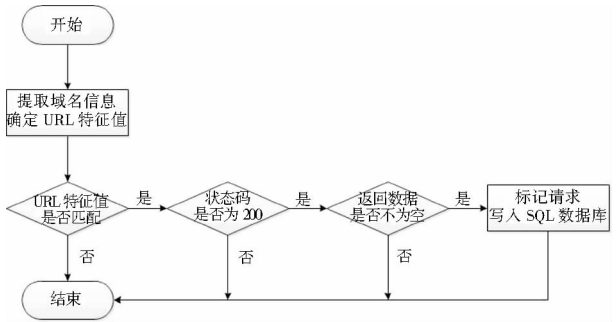 开始
提取域名信息
确定 URL 特征值
URL 特征值
是否匹配
是
状态码
是否为 200
是
返回数据
是否不为空
是
标记请求
写入 SQL 数据库
否
否
否
结束